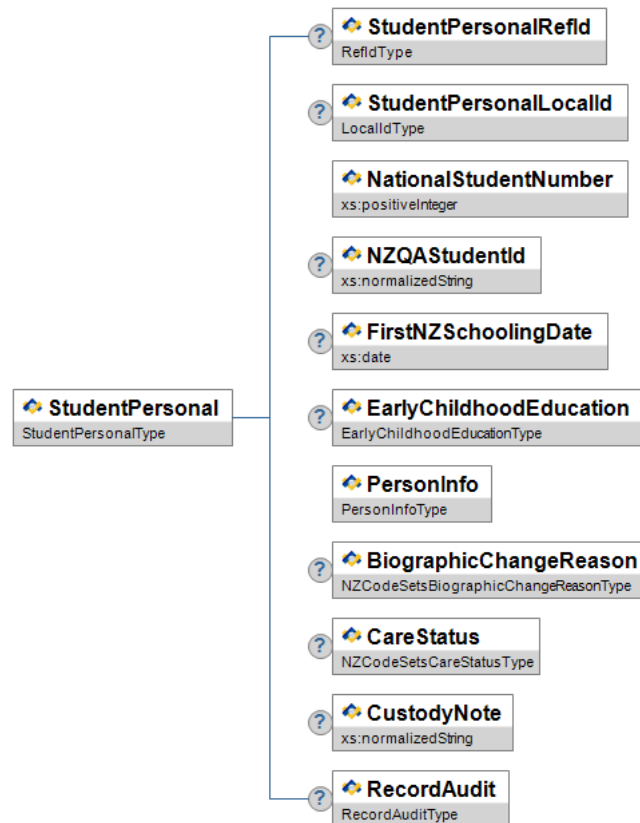 ?
StudentPersonalRefId
RefIdType
?
StudentPersonalLocalId
LocalIdType
NationalStudentNumber
xs:positiveInteger
?
NZQAStudentId
xs:normalizedString
?
FirstNZSchoolingDate
xs:date
StudentPersonal
StudentPersonalType
?
EarlyChildhoodEducation
EarlyChildhoodEducationType
PersonInfo
PersonInfoType
?
BiographicChangeReason
NZCodeSetsBiographicChangeReasonType
?
CareStatus
NZCodeSetsCareStatusType
?
CustodyNote
xs:normalizedString
?
RecordAudit
RecordAuditType